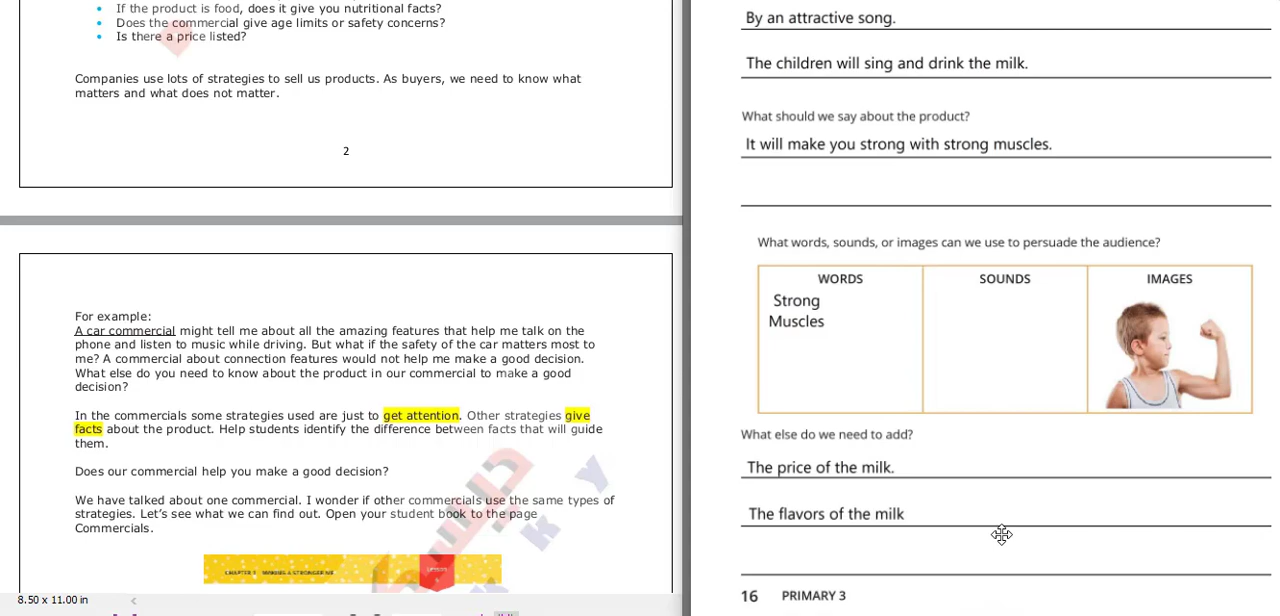 If the product is food, does it give you nutritional facts?
Does the commercial give age limits or safety concerns?
Is there a price listed?
Companies use lots of strategies to sell us products. As buyers, we need to know what
matters and what does not matter.
2
For example:
A car commercial might tell me about all the amazing features that help me talk on the
phone and listen to music while driving. But what if the safety of the car matters most to
me? A commercial about connection features would not help me make a good decision.
What else do you need to know about the product in our commercial to make a good
decision?
In the commercials some strategies used are just to get attention. Other strategies give
facts about the product. Help students identify the difference between facts that will guide
them.
Does our commercial help you make a good decision?
We have talked about one commercial. I wonder if other commercials use the same types of
strategies. Let’s see what we can find out. Open your student book to the page
Commercials.
8.50 x 11.00 in
By an attractive song.
The children will sing and drink the milk.
What should we say about the product?
It will make you strong with strong muscles.
What words, sounds, or images can we use to persuade the audience?
WORDS SOUNDS IMAGES
Strong
Muscles
What else do we need to add?
The price of the milk.
The flavors of the milk
16 PRIMARY 3